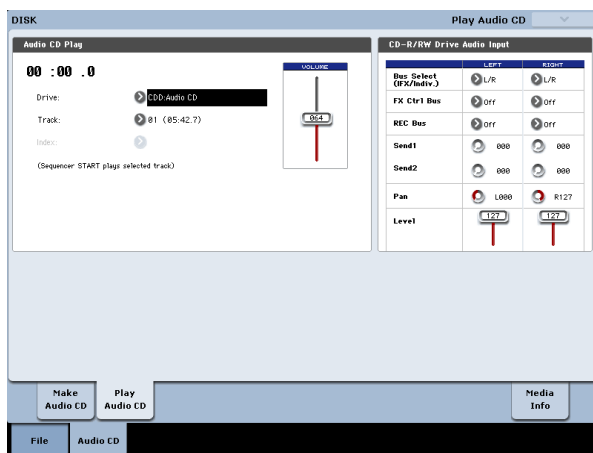 DISK
Play Audio CD
Audio CD Play
00 :00 .0
VOLUME
064
Drive:
CDD:Audio CD
Track:
01 (05:42.7)
Index:
(Sequencer START plays selected track)
CD-R/RW Drive Audio Input
LEFT RIGHT
Bus Select
(IFX/Indiv.)
L/R L/R
FX Ctrl Bus Off Off
REC Bus Off Off
Send1 000 000
Send2 000 000
Pan L000 R127
Level 127 127
Make
Audio CD
Play
Audio CD
Media
Info
File Audio CD